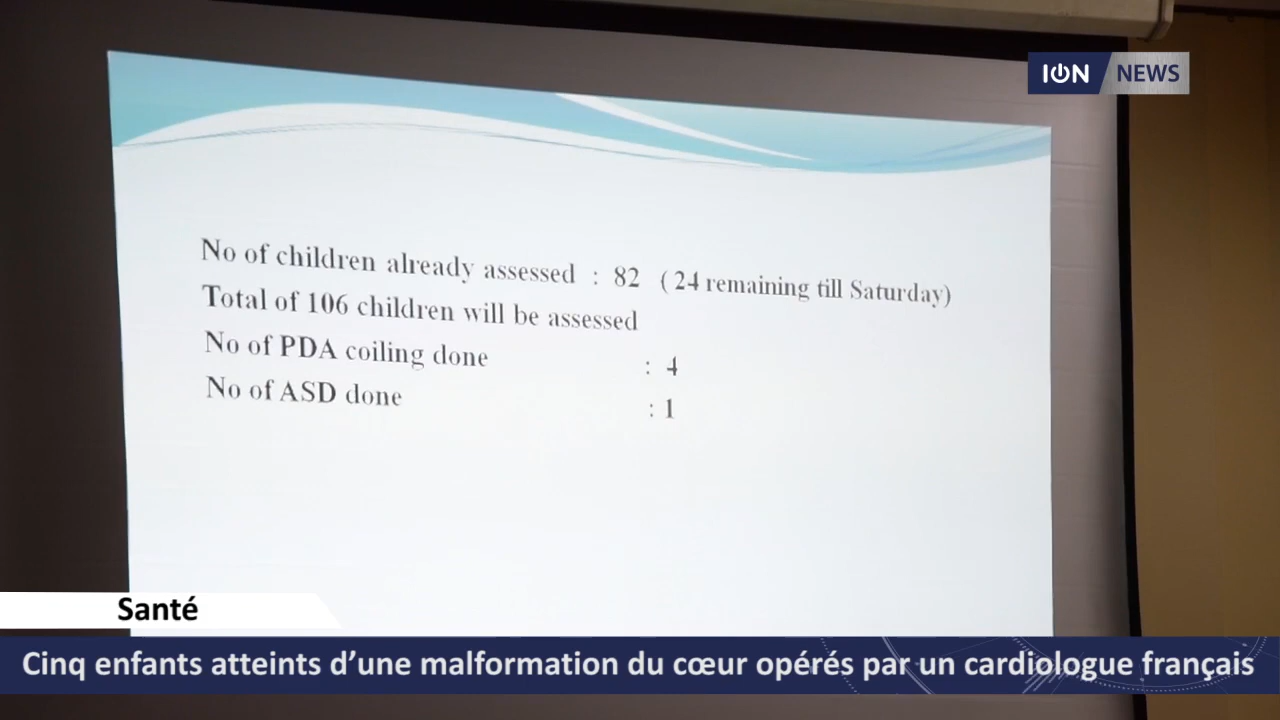 ION NEWS
No of children already assessed : 82 ( 24 remaining till Saturday)
Total of 106 children will be assessed
No of PDA coiling done : 4
No of ASD done : 1
Santé
Cinq enfants atteints d’une malformation du cœur opérés par un cardiologue français